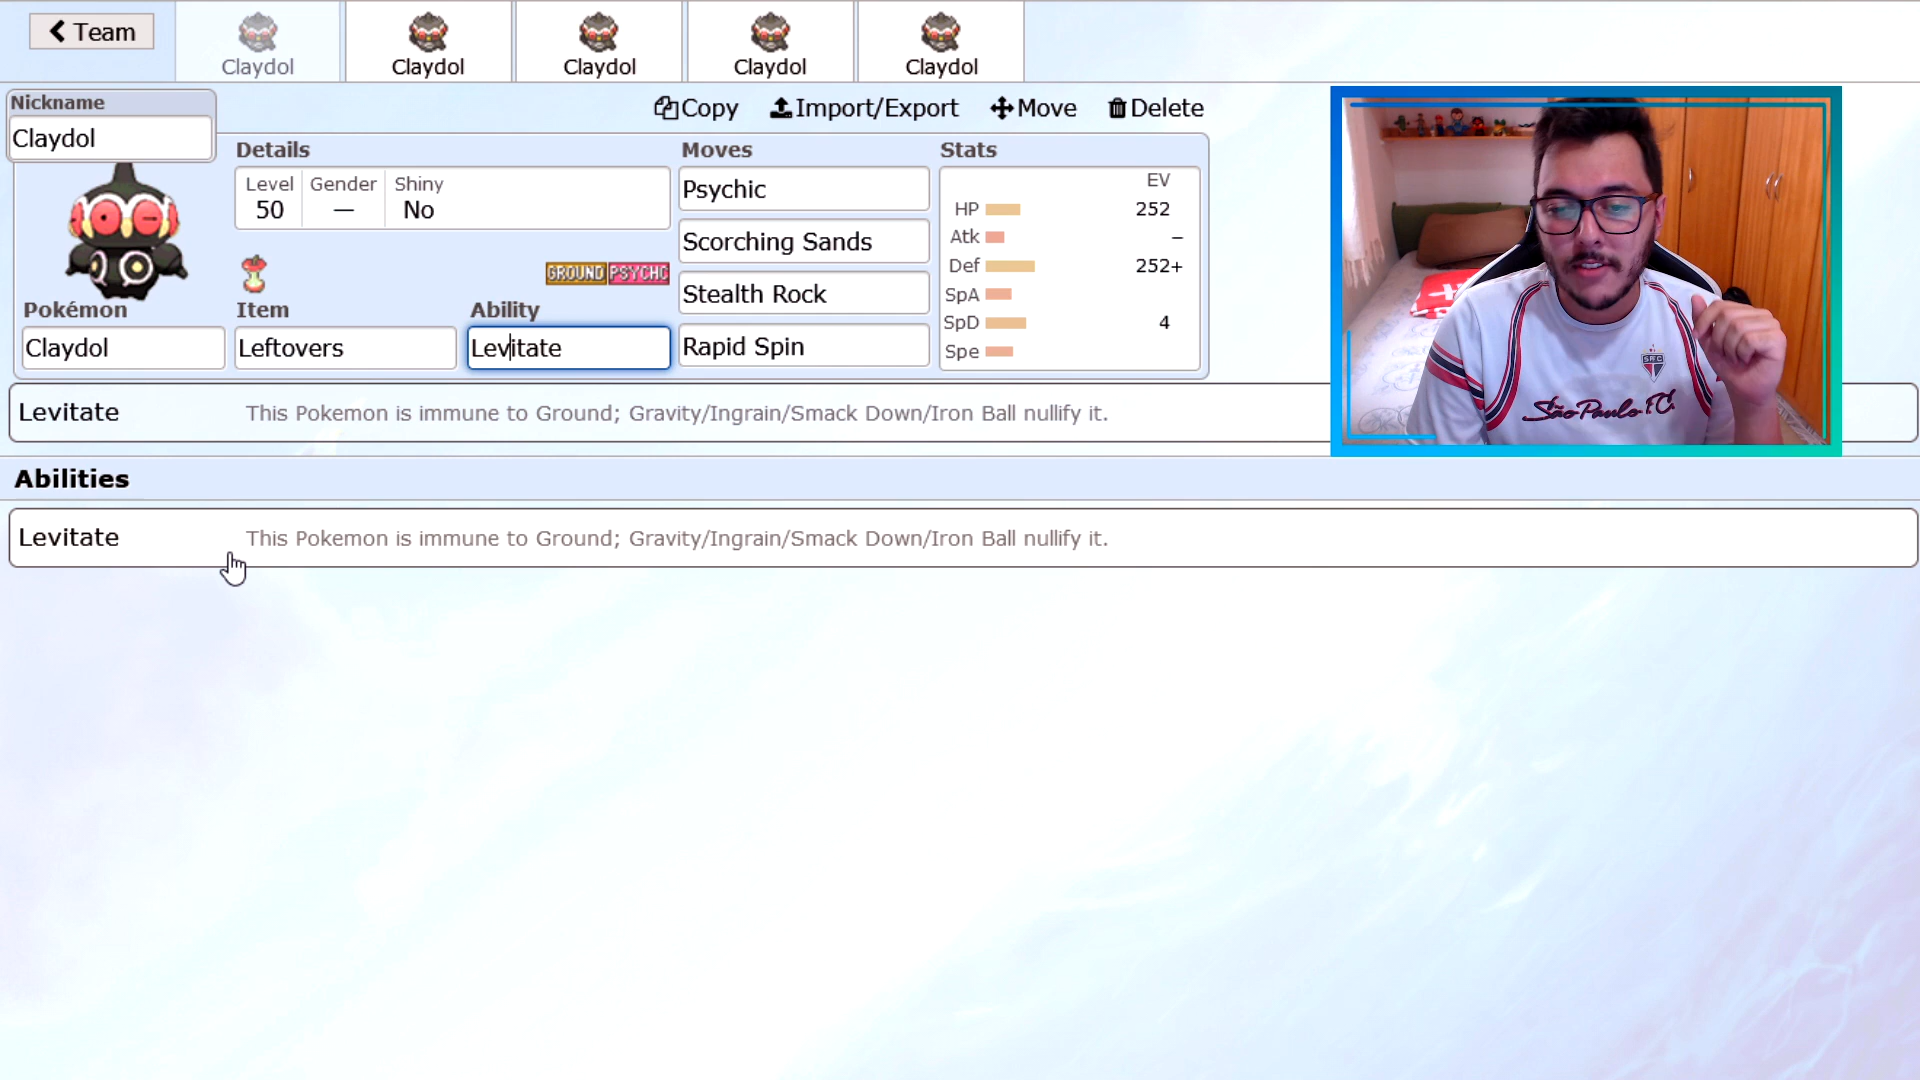 Team
Claydol
Claydol
Claydol
Claydol
Claydol
Nickname
Claydol
Copy
Import/Export
Move
Delete
Details
Level
Gender
Shiny
50
—
No
GROUND
PSYCHC
Pokémon
Claydol
Item
Leftovers
Ability
Levitate
Moves
Psychic
Scorching Sands
Stealth Rock
Rapid Spin
Stats
EV
HP 252
Atk –
Def 252+
SpA
SpD 4
Spe
SPFC
São Paulo F.C.
Levitate This Pokemon is immune to Ground; Gravity/Ingrain/Smack Down/Iron Ball nullify it.
Abilities
Levitate This Pokemon is immune to Ground; Gravity/Ingrain/Smack Down/Iron Ball nullify it.